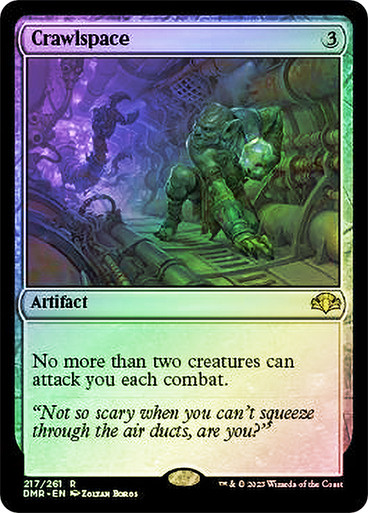 Crawlspace 3
Artifact
No more than two creatures can
attack you each combat.
“Not so scary when you can’t squeeze
through the air ducts, are you?”
217/261 R
DMR • EN Zoltan Boros
™ & © 2023 Wizards of the Coast